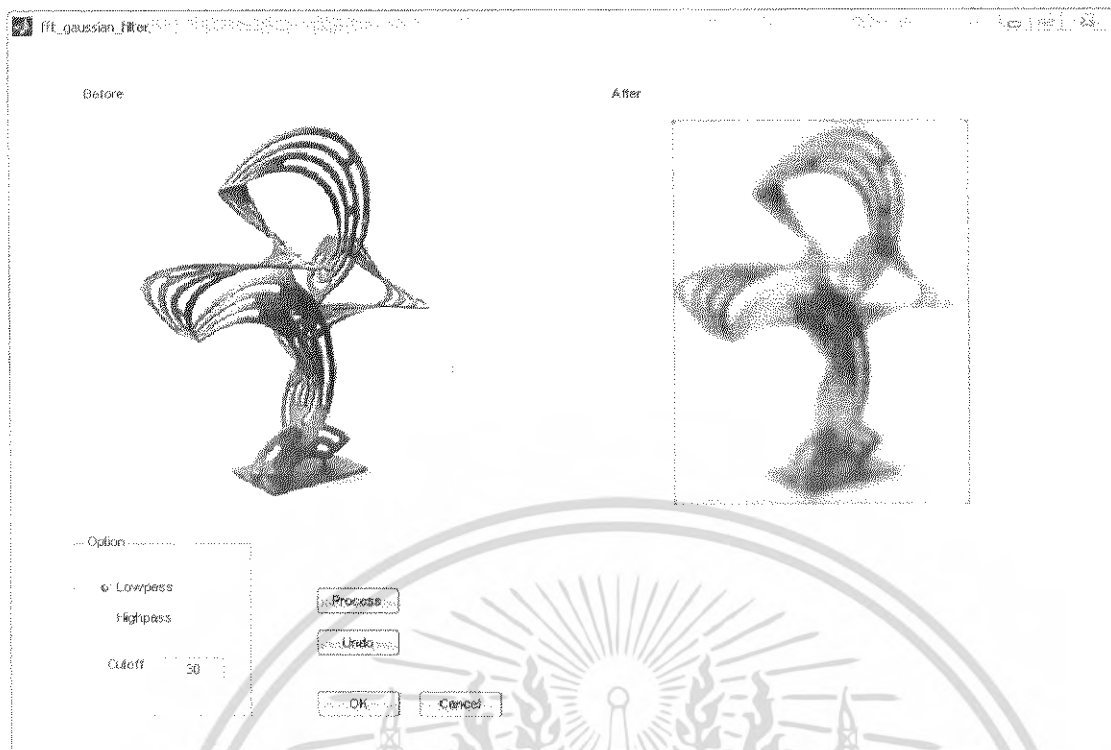 fft_gaussian_filter
Before
After
Option
Lowpass
Highpass
Cutoff 30
Process
Undo
OK
Cancel